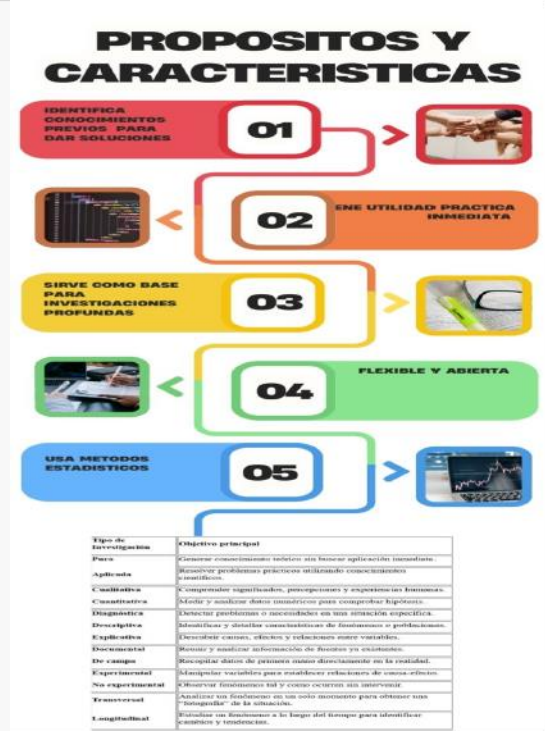 PROPOSITOS Y
CARACTERISTICAS
IDENTIFICA
CONOCIMIENTOS
PREVIOS PARA
DAR SOLUCIONES
01
02
ENE UTILIDAD PRACTICA
INMEDIATA
SIRVE COMO BASE
PARA
INVESTIGACIONES
PROFUNDAS
03
04
FLEXIBLE Y ABIERTA
USA METODOS
ESTADISTICOS
05
Tipo de
Investigación
Objetivo principal
Pura
Generar conocimiento teórico sin buscar aplicación inmediata.
Aplicada
Resolver problemas prácticos utilizando conocimientos
científicos.
Cualitativa
Comprender significados, percepciones y experiencias humanas.
Cuantitativa
Medir y analizar datos numéricos para comprobar hipótesis.
Diagnóstica
Detectar problemas o necesidades en una situación específica.
Descriptiva
Identificar y detallar características de fenómenos o poblaciones.
Explicativa
Descubrir causas, efectos y relaciones entre variables.
Documental
Reunir y analizar información de fuentes ya existentes.
De campo
Recopilar datos de primera mano directamente en la realidad.
Experimental
Manipular variables para establecer relaciones de causa-efecto.
No experimental
Observar fenómenos tal y como ocurren sin intervenir.
Transversal
Analizar un fenómeno en un solo momento para obtener una
"fotografía" de la situación.
Longitudinal
Estudiar un fenómeno a lo largo del tiempo para identificar
cambios y tendencias.